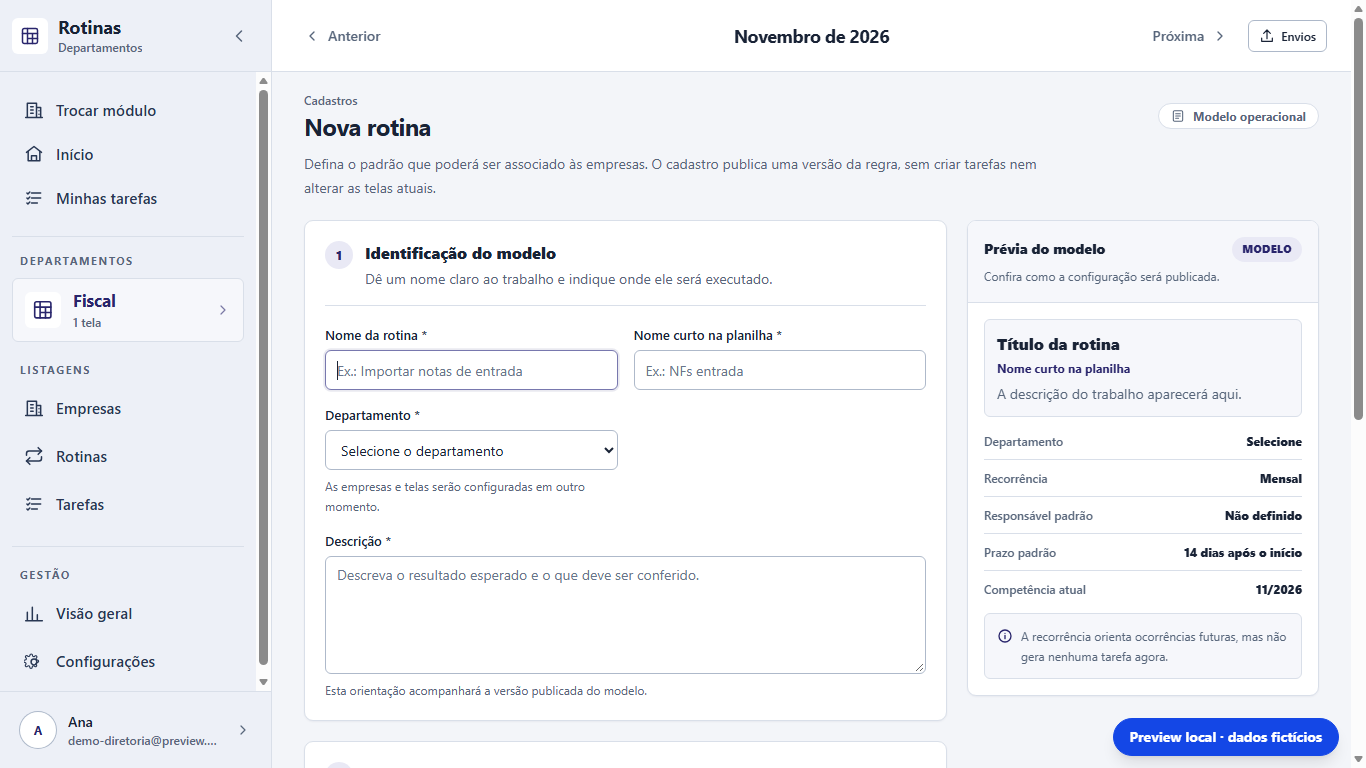 Rotinas
Departamentos
Trocar módulo
Início
Minhas tarefas
DEPARTAMENTOS
Fiscal
1 tela
LISTAGENS
Empresas
Rotinas
Tarefas
GESTÃO
Visão geral
Configurações
A
Ana
demo-diretoria@preview....
Anterior
Novembro de 2026
Próxima
Envios
Cadastros
Nova rotina
Modelo operacional
Defina o padrão que poderá ser associado às empresas. O cadastro publica uma versão da regra, sem criar tarefas nem
alterar as telas atuais.
1
Identificação do modelo
Dê um nome claro ao trabalho e indique onde ele será executado.
Nome da rotina *
Nome curto na planilha *
Ex.: Importar notas de entrada
Ex.: NFs entrada
Departamento *
Selecione o departamento
As empresas e telas serão configuradas em outro
momento.
Descrição *
Descreva o resultado esperado e o que deve ser conferido.
Esta orientação acompanhará a versão publicada do modelo.
Prévia do modelo
MODELO
Confira como a configuração será publicada.
Título da rotina
Nome curto na planilha
A descrição do trabalho aparecerá aqui.
Departamento Selecione
Recorrência Mensal
Responsável padrão Não definido
Prazo padrão 14 dias após o início
Competência atual 11/2026
A recorrência orienta ocorrências futuras, mas não
gera nenhuma tarefa agora.
Preview local · dados fictícios